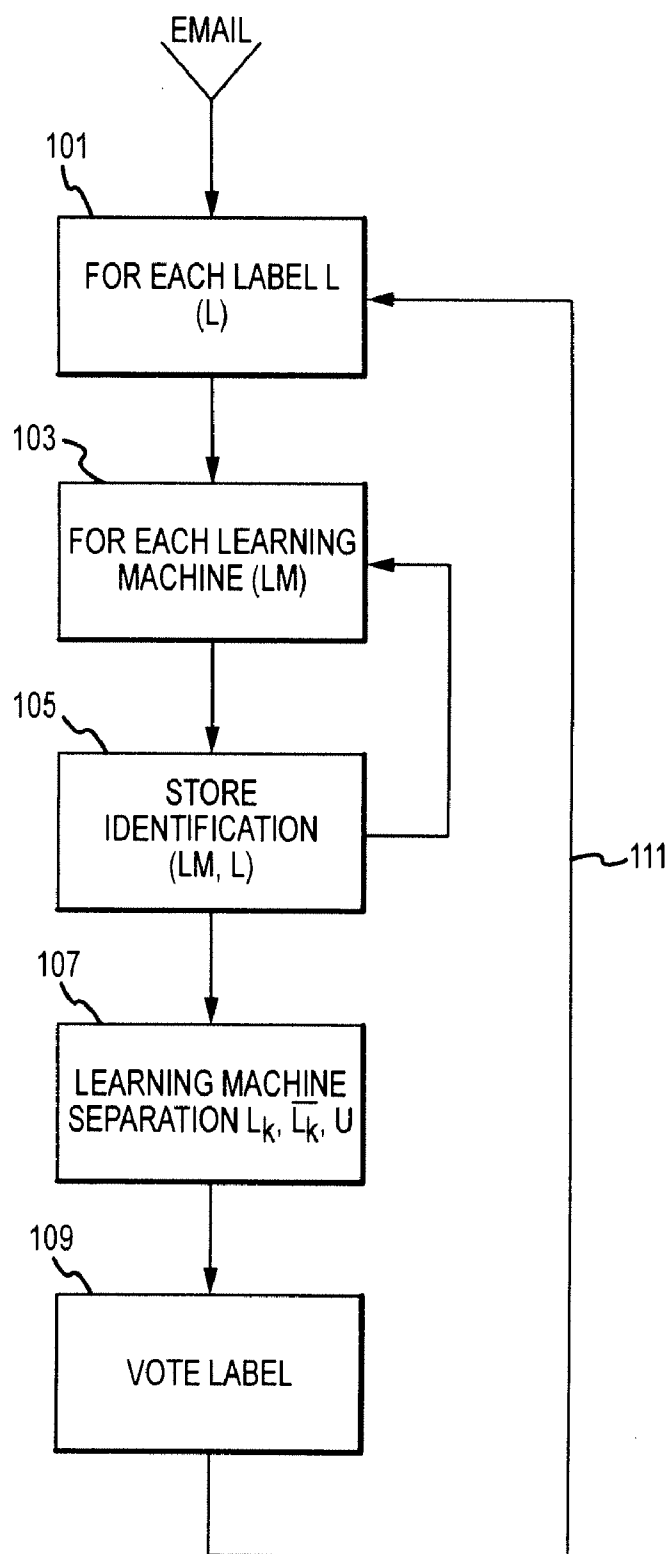 EMAIL
101
FOR EACH LABEL L
(L)
103
FOR EACH LEARNING
MACHINE (LM)
105
STORE
IDENTIFICATION
(LM, L)
111
107
LEARNING MACHINE
SEPARATION Lk, L̅k̅, U
109
VOTE LABEL